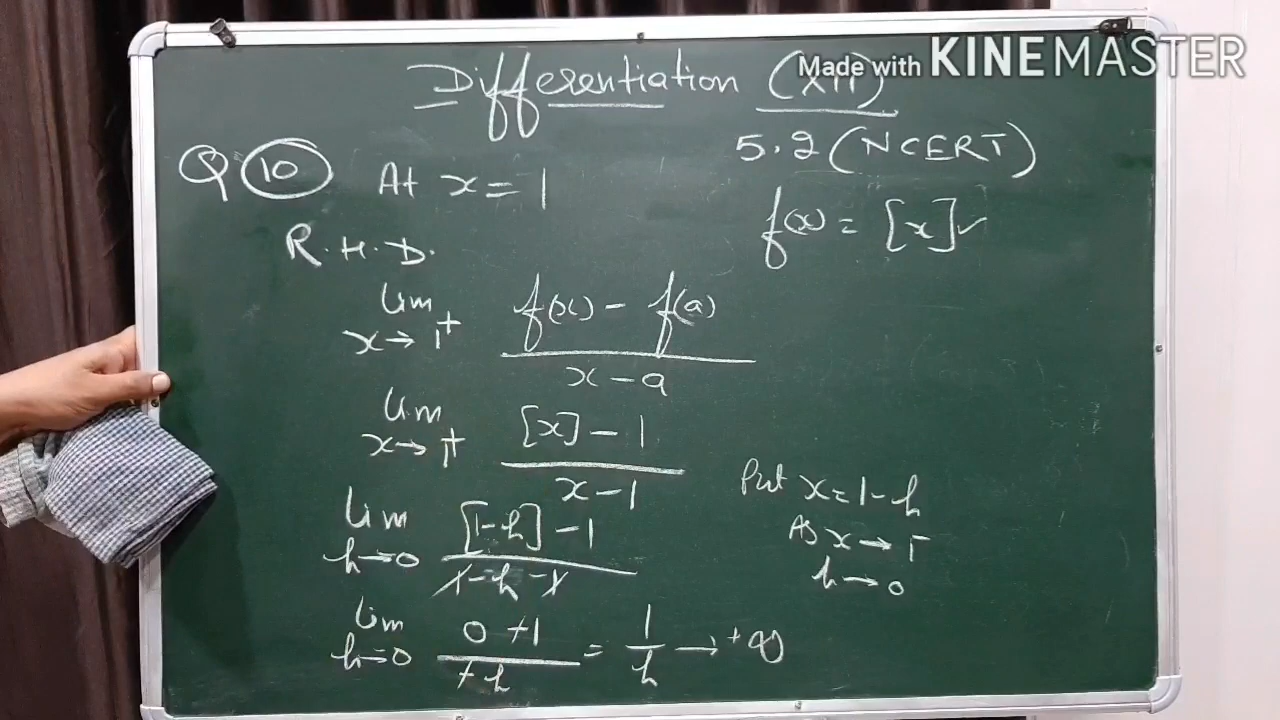 Differentiation (XII)
Made with KINEMASTER
5.2 (NCERT)
Q 10 At x = 1
f(x) = [x] ✓
R.H.D.
lim x→1+ f(x) - f(a) / x - a
lim x→1+ [x] - 1 / x - 1
Put x = 1 - h
lim h→0 [1-h] - 1 / 1 - h - 1
As x → 1-
h → 0
lim h→0 0 + 1 / + h = 1 / h → +∞